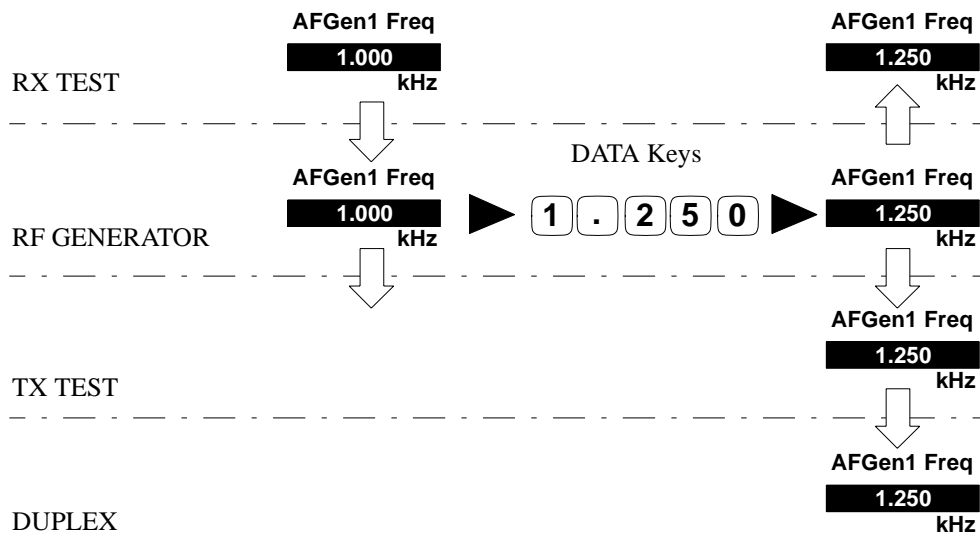 AFGen1 Freq AFGen1 Freq
1.000 1.250
RX TEST kHz kHz
DATA Keys
AFGen1 Freq AFGen1 Freq
1.000 1 . 2 5 0 1.250
RF GENERATOR kHz kHz
AFGen1 Freq
1.250
TX TEST kHz
AFGen1 Freq
1.250
DUPLEX kHz